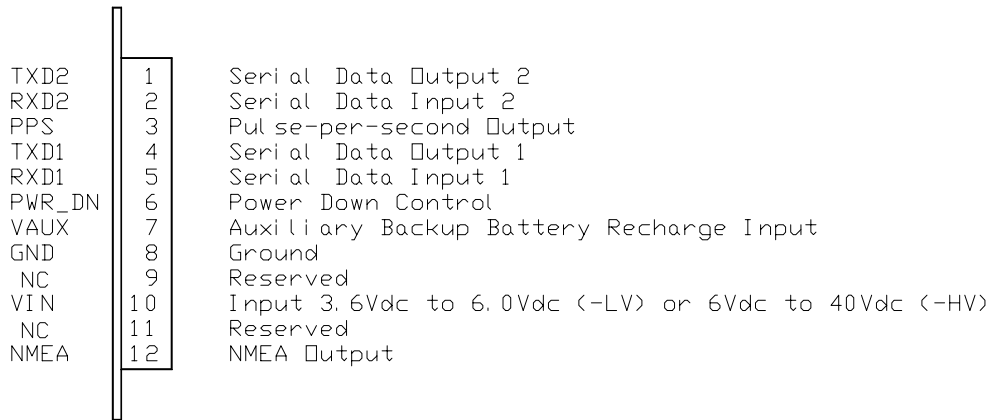 TXD2 1 Serial Data Output 2
RXD2 2 Serial Data Input 2
PPS 3 Pulse-per-second Output
TXD1 4 Serial Data Output 1
RXD1 5 Serial Data Input 1
PWR_DN 6 Power Down Control
VAUX 7 Auxiliary Backup Battery Recharge Input
GND 8 Ground
NC 9 Reserved
VIN 10 Input 3.6Vdc to 6.0Vdc (-LV) or 6Vdc to 40Vdc (-HV)
NC 11 Reserved
NMEA 12 NMEA Output